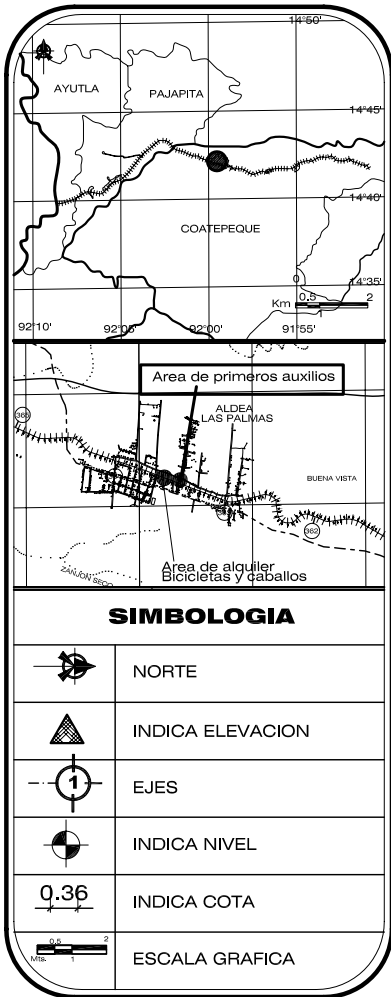 14°50'
AYUTLA
PAJAPITA
14°45'
14°40'
COATEPEQUE
14°35'
0
Km 0.5 2
92°10' 92°05' 92°00' 91°55'
Area de primeros auxilios
ALDEA
LAS PALMAS
BUENA VISTA
362
Area de alquiler
Bicicletas y caballos
ZANJON SECO
SIMBOLOGIA
NORTE
INDICA ELEVACION
1
EJES
INDICA NIVEL
0.36
INDICA COTA
0.5 2
Mts. 1
ESCALA GRAFICA